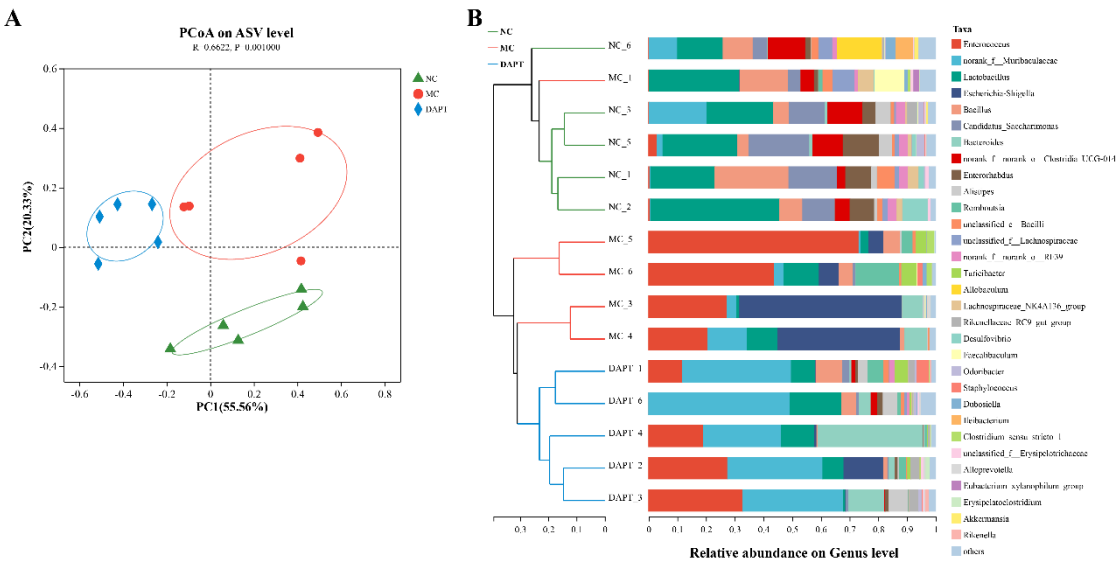 A
PCoA on ASV level
R 0.6622, P 0.001000
0.6
0.4
0.2
0
-0.2
-0.4
-0.6
-0.4
-0.2
0
0.2
0.4
0.6
0.8
PC2(20.33%)
PC1(55.56%)
NC
MC
DAPT
B
NC
MC
DAPT
NC_6
MC_1
NC_3
NC_5
NC_1
NC_2
MC_5
MC_6
MC_3
MC_4
DAPT_1
DAPT_6
DAPT_4
DAPT_2
DAPT_3
0.3
0.2
0.1
0
0
0.1
0.2
0.3
0.4
0.5
0.6
0.7
0.8
0.9
1
Relative abundance on Genus level
Taxa
Enterococcus
norank_f__Muribaculaceae
Lactobacillus
Escherichia-Shigella
Bacillus
Candidatus_Saccharimonas
Bacteroides
norank_f_norank_o__Clostridia_UCG-014
Enterorhabdus
Alistipes
Romboutsia
unclassified_c__Bacilli
unclassified_f__Lachnospiraceae
norank_f_norank_o__RF39
Turicibacter
Allobaculum
Lachnospiraceae_NK4A136_group
Rikenellaceae_RC9_gut_group
Desulfovibrio
Faecalibaculum
Odoribacter
Staphylococcus
Dubosiella
Ileibacterium
Clostridium_sensu_stricto_1
unclassified_f__Erysipelotrichaceae
Alloprevotella
Eubacterium_xylanophilum_group
Erysipelatoclostridium
Akkermansia
Rikenella
others